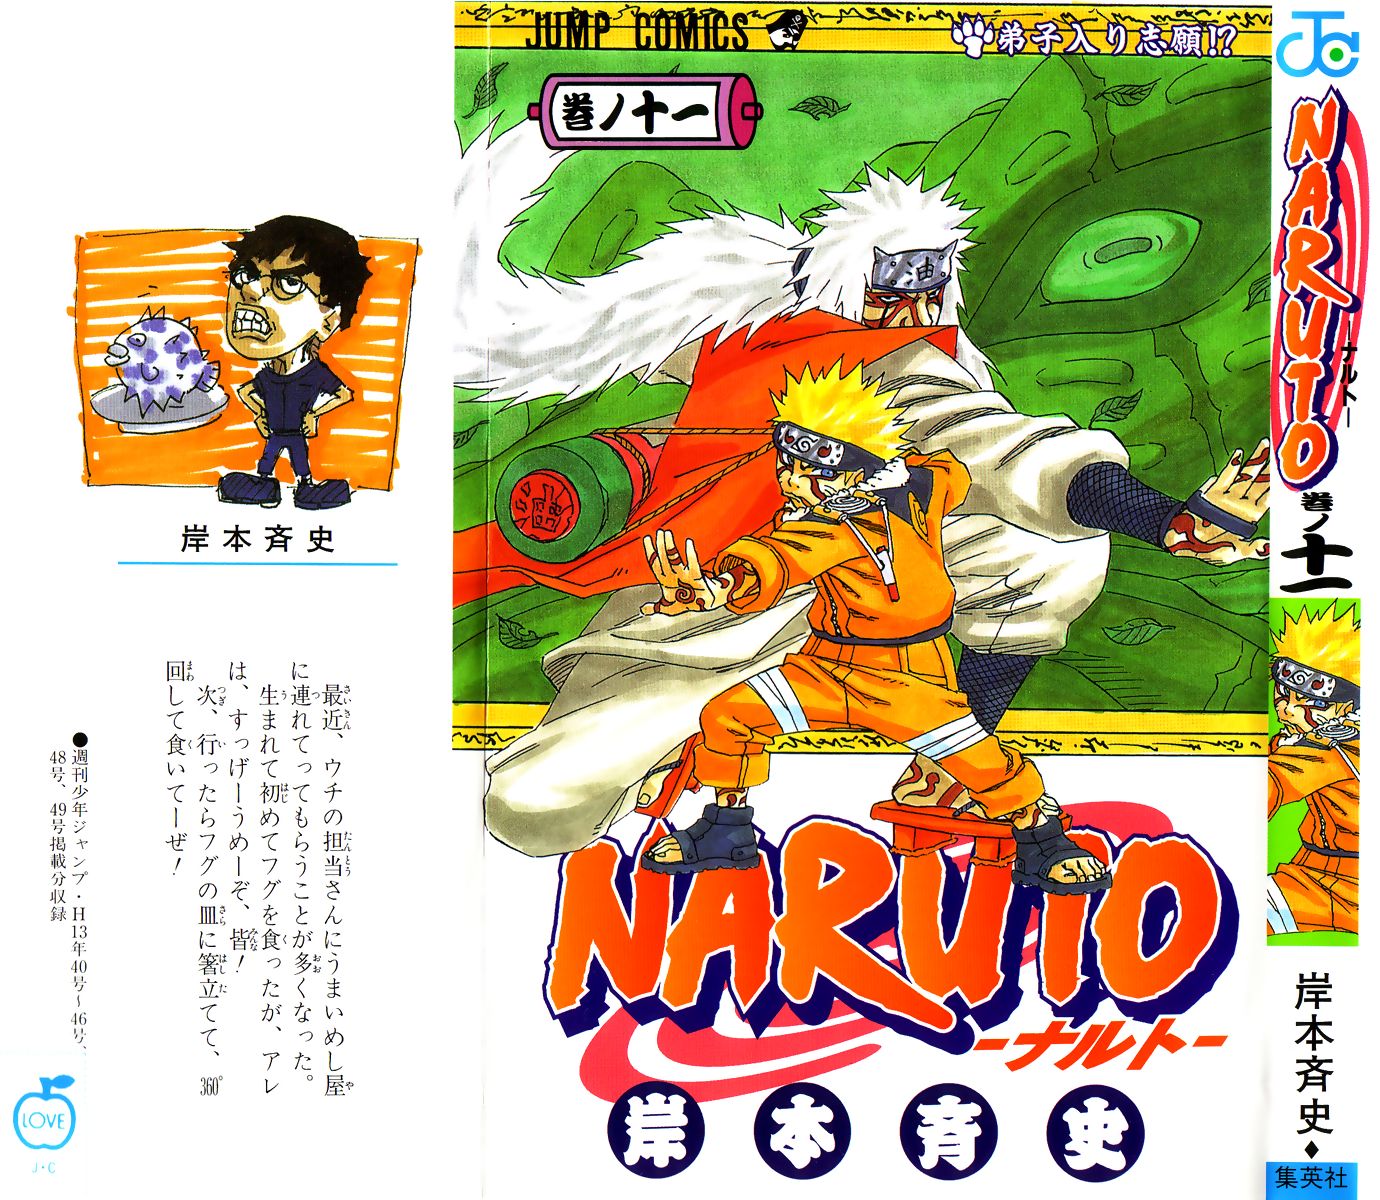 JUMP COMICS
弟子入り志願!?
巻ノ十一
油
NARUTO
-ナルト-
岸本斉史
岸本斉史
最近、ウチの担当さんにうまいめし屋
に連れてってもらうことが多くなった。
生まれて初めてフグを食ったが、アレ
は、すっげーうめーぞ、皆!
次、行ったらフグの皿に箸立てて、360°
回して食いてーぜ!
●週刊少年ジャンプ・H13年40号〜46号、
48号、49号掲載分収録
LOVE
J・C
JC
NARUTO
-ナルト-
巻ノ十一
岸本斉史◆
集英社